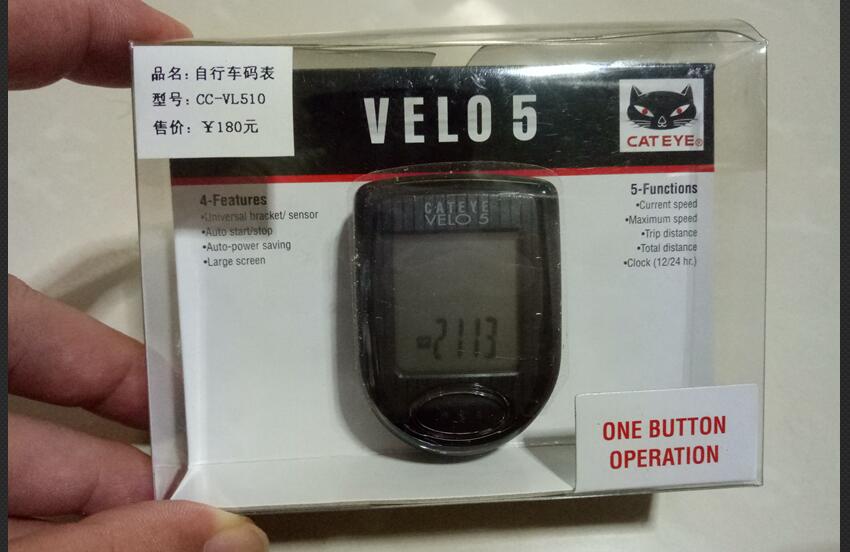 品名: 自行车码表
型号: CC-VL510
售价: ￥180元
VELO 5
CATEYE®
4-Features
•Universal bracket/ sensor
•Auto start/stop
•Auto-power saving
•Large screen
5-Functions
•Current speed
•Maximum speed
•Trip distance
•Total distance
•Clock (12/24 hr.)
CATEYE
VELO 5
2113
ONE BUTTON
OPERATION